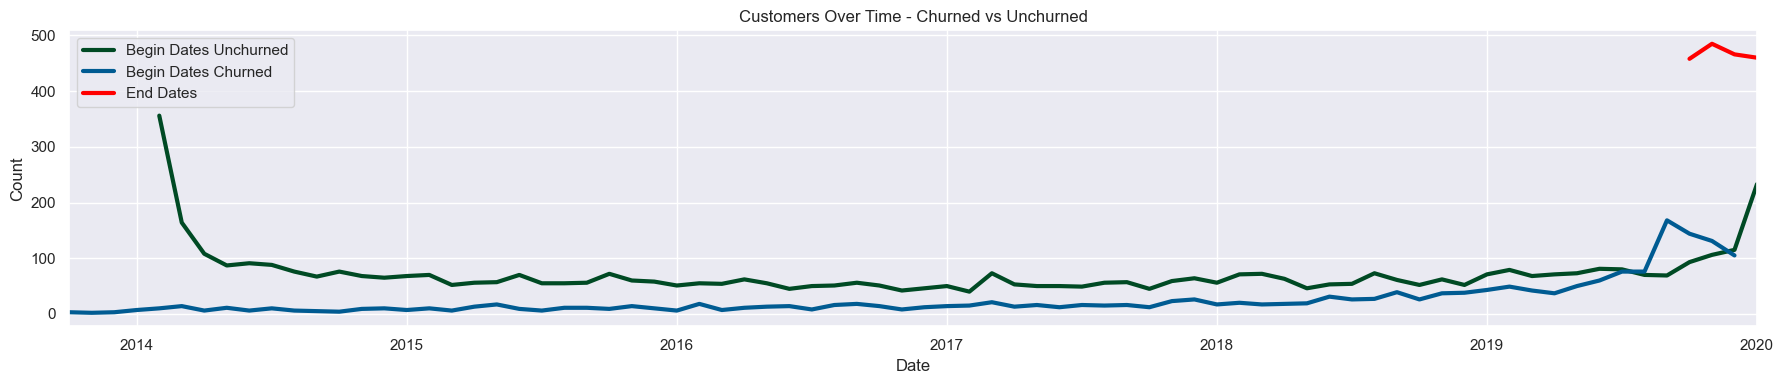 Customers Over Time - Churned vs Unchurned
Begin Dates Unchurned
Begin Dates Churned
End Dates
500
400
300
200
100
0
Count
2014 2015 2016 2017 2018 2019 2020
Date